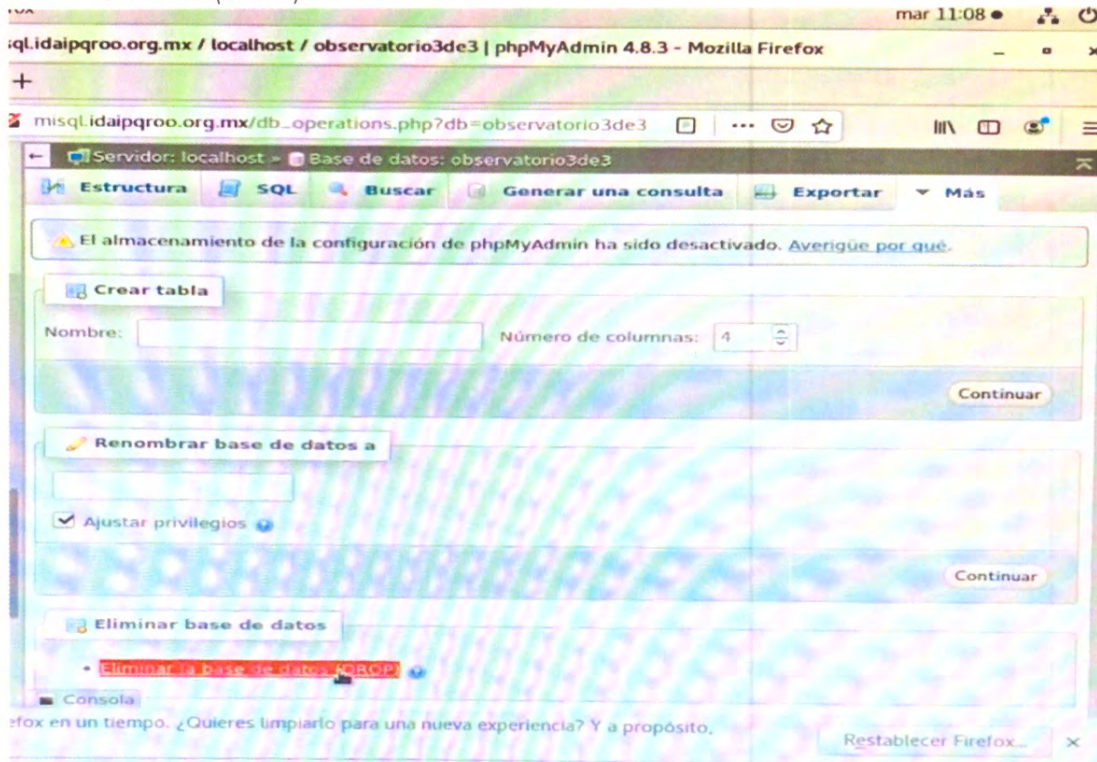 mar 11:08
ql.idaipqroo.org.mx / localhost / observatorio3de3 | phpMyAdmin 4.8.3 - Mozilla Firefox
+
misql.idaipqroo.org.mx/db_operations.php?db=observatorio3de3
Servidor: localhost » Base de datos: observatorio3de3
Estructura SQL Buscar Generar una consulta Exportar Más
El almacenamiento de la configuración de phpMyAdmin ha sido desactivado. Averigüe por qué.
Crear tabla
Nombre: Número de columnas: 4
Continuar
Renombrar base de datos a
Ajustar privilegios
Continuar
Eliminar base de datos
• Eliminar la base de datos (DROP)
Consola
efox en un tiempo. ¿Quieres limpiarlo para una nueva experiencia? Y a propósito,
Restablecer Firefox... ×